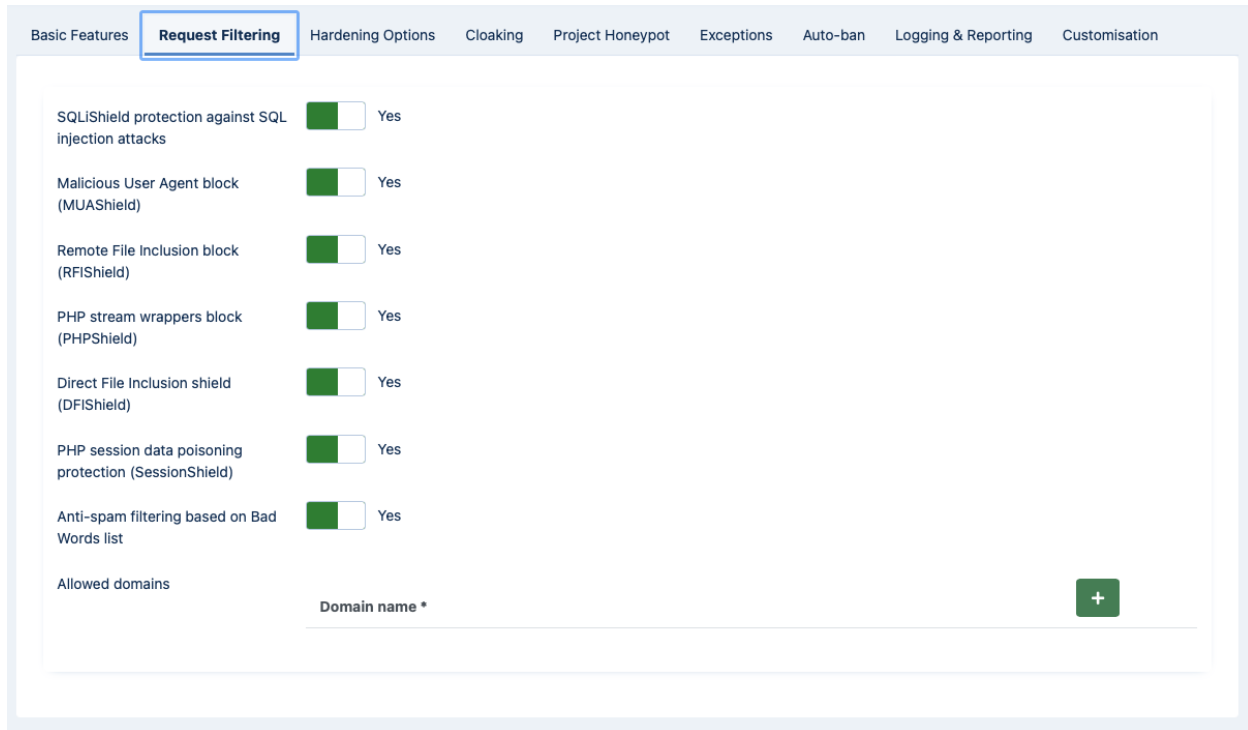 Basic Features Request Filtering Hardening Options Cloaking Project Honeypot Exceptions Auto-ban Logging & Reporting Customisation
SQLiShield protection against SQL Yes
injection attacks
Malicious User Agent block Yes
(MUAShield)
Remote File Inclusion block Yes
(RFIShield)
PHP stream wrappers block Yes
(PHPShield)
Direct File Inclusion shield Yes
(DFIShield)
PHP session data poisoning Yes
protection (SessionShield)
Anti-spam filtering based on Bad Yes
Words list
Allowed domains
Domain name * +